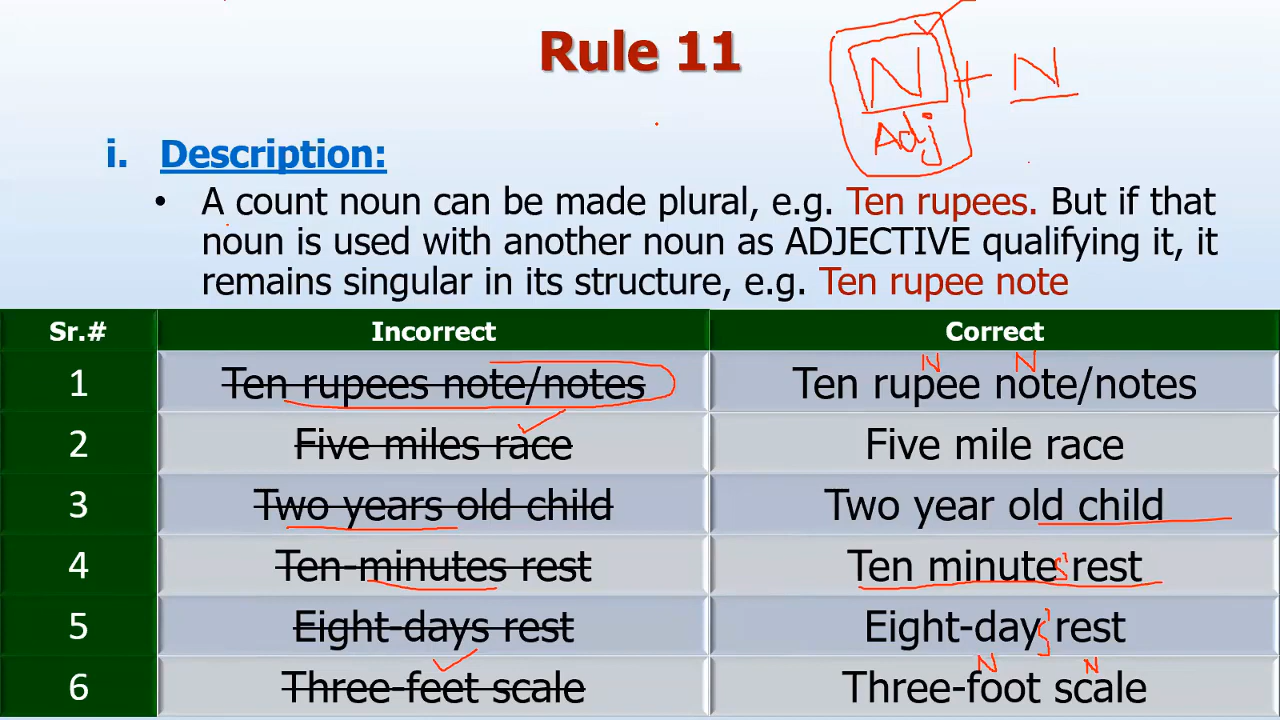 Rule 11
N + N
Adj
i. Description:
• A count noun can be made plural, e.g. Ten rupees. But if that
noun is used with another noun as ADJECTIVE qualifying it, it
remains singular in its structure, e.g. Ten rupee note
Sr.# Incorrect Correct
N N
1 Ten rupees note/notes Ten rupee note/notes
2 Five miles race Five mile race
3 Two years old child Two year old child
4 Ten-minutes rest Ten minute s' rest
5 Eight-days rest Eight-day s' rest
N N
6 Three-feet scale Three-foot scale